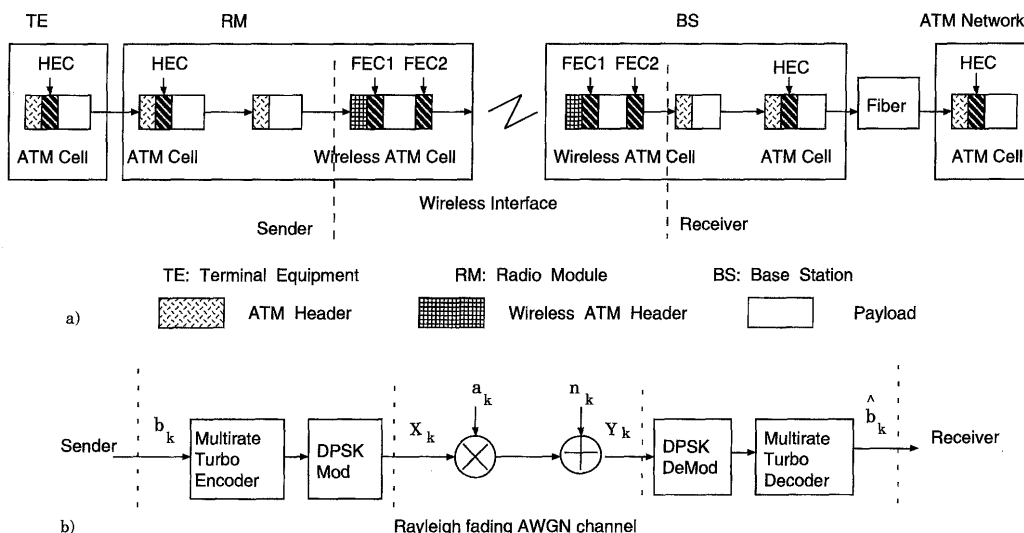 TE RM BS ATM Network
HEC HEC FEC1 FEC2 FEC1 FEC2 HEC HEC
Fiber
ATM Cell ATM Cell Wireless ATM Cell Wireless ATM Cell ATM Cell ATM Cell
Wireless Interface
Sender Receiver
TE: Terminal Equipment RM: Radio Module BS: Base Station
a) ATM Header Wireless ATM Header Payload
a k n k ^
b k X k Y k b k
Sender Multirate Turbo Encoder DPSK Mod DPSK DeMod Multirate Turbo Decoder Receiver
b) Rayleigh fading AWGN channel